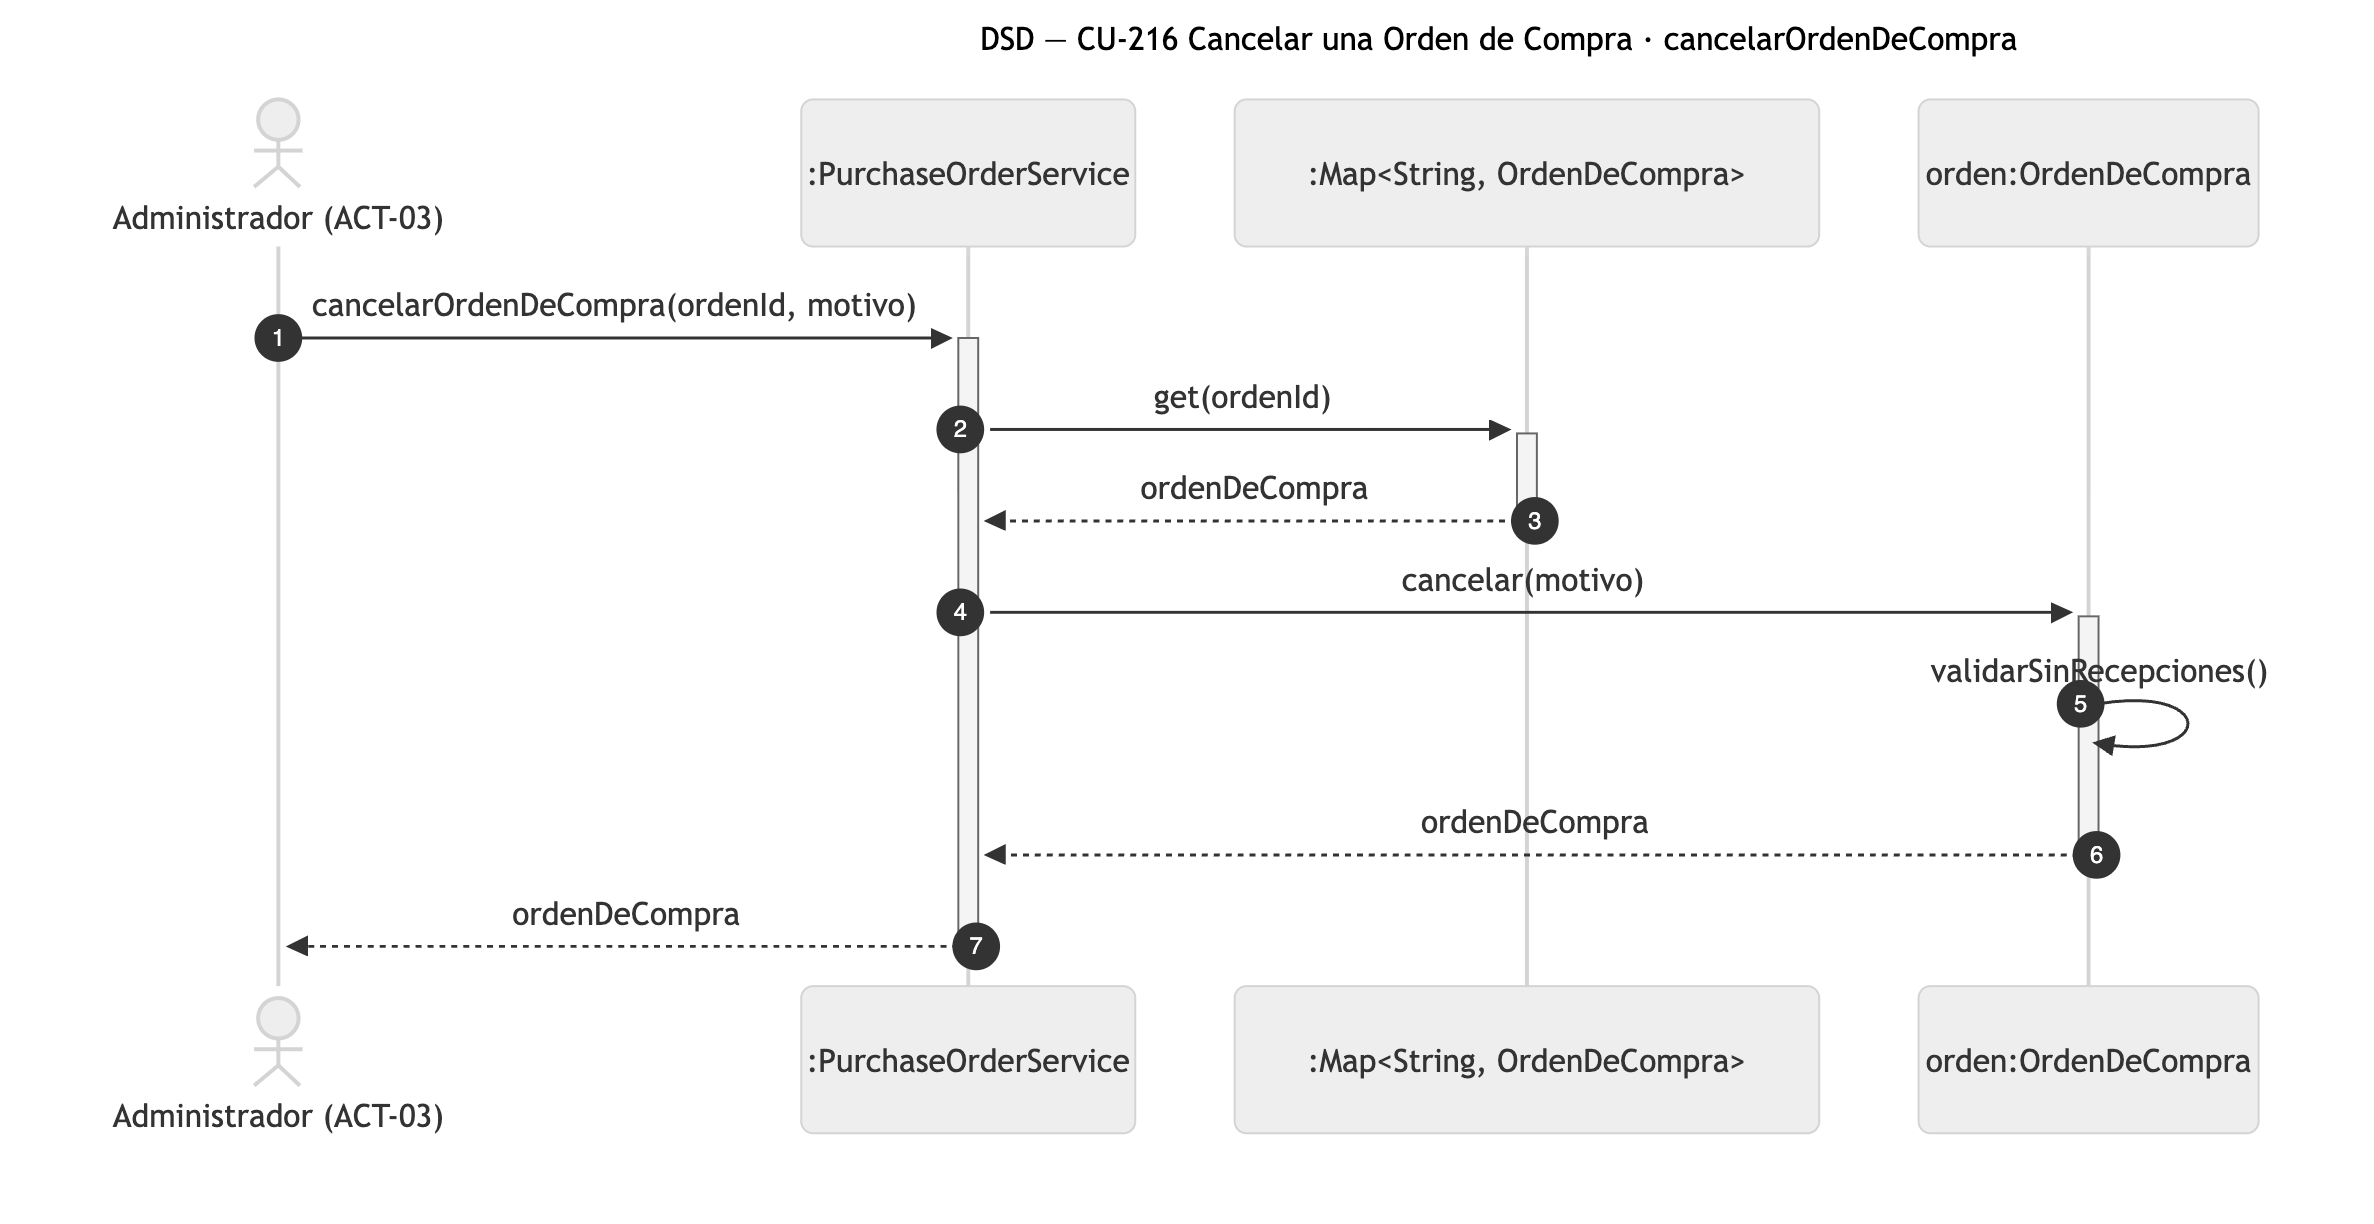 DSD — CU-216 Cancelar una Orden de Compra · cancelarOrdenDeCompra
Administrador (ACT-03)
:PurchaseOrderService
:Map<String, OrdenDeCompra>
orden:OrdenDeCompra
cancelarOrdenDeCompra(ordenId, motivo)
1
get(ordenId)
2
ordenDeCompra
3
cancelar(motivo)
4
validarSinRecepciones()
5
ordenDeCompra
6
ordenDeCompra
7
:PurchaseOrderService
:Map<String, OrdenDeCompra>
orden:OrdenDeCompra
Administrador (ACT-03)